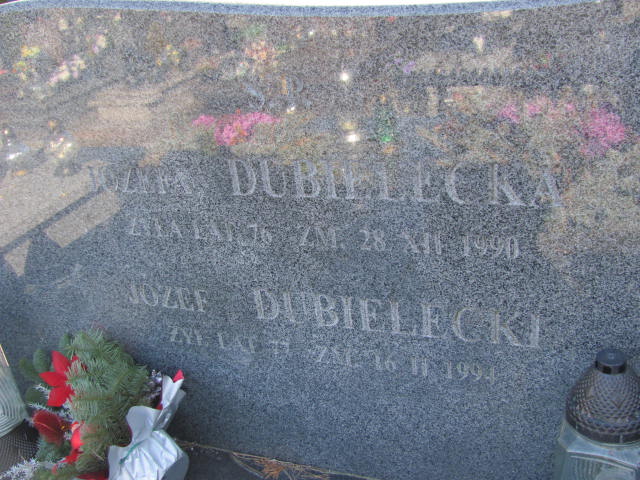 Ś.P.
JÓZEFA DUBIELECKA
ŻYŁA LAT 76 ZM. 28 XII 1990
JÓZEF DUBIELECKI
ŻYŁ LAT 77 ZM. 16 II 1994